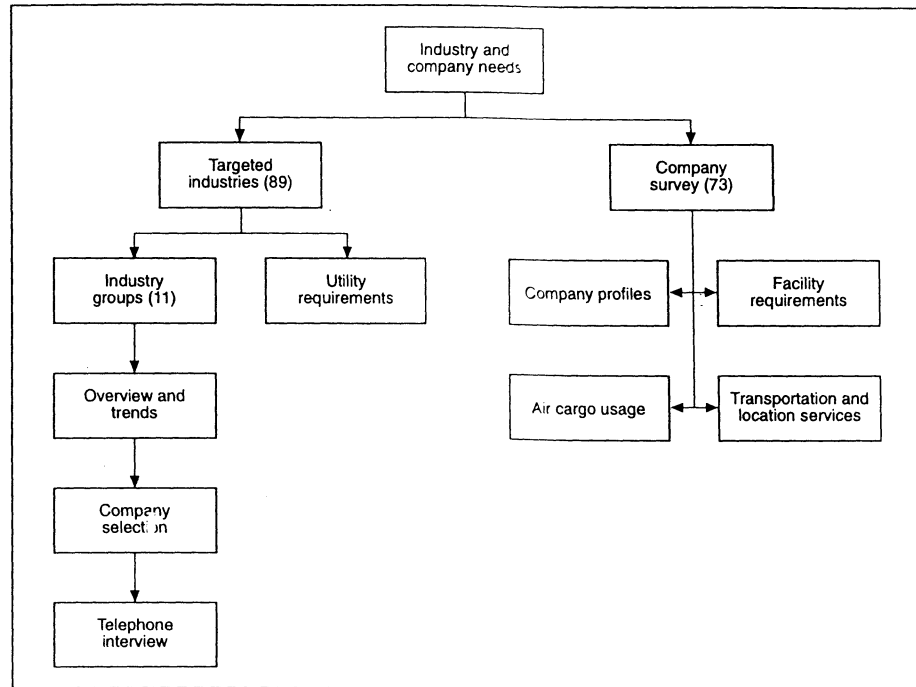 Industry and
company needs
Targeted
industries (89)
Company
survey (73)
Industry
groups (11)
Utility
requirements
Company profiles
Facility
requirements
Overview and
trends
Air cargo usage
Transportation and
location services
Company
selection
Telephone
interview